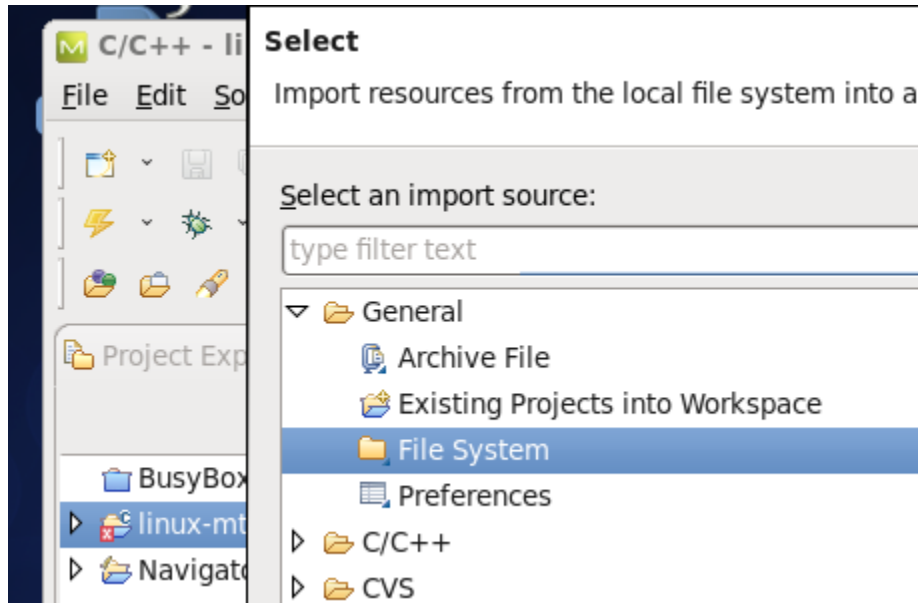 C/C++ - li
File Edit So
Project Exp
BusyBox
linux-mt
Navigato
Select
Import resources from the local file system into a
Select an import source:
type filter text
General
Archive File
Existing Projects into Workspace
File System
Preferences
C/C++
CVS